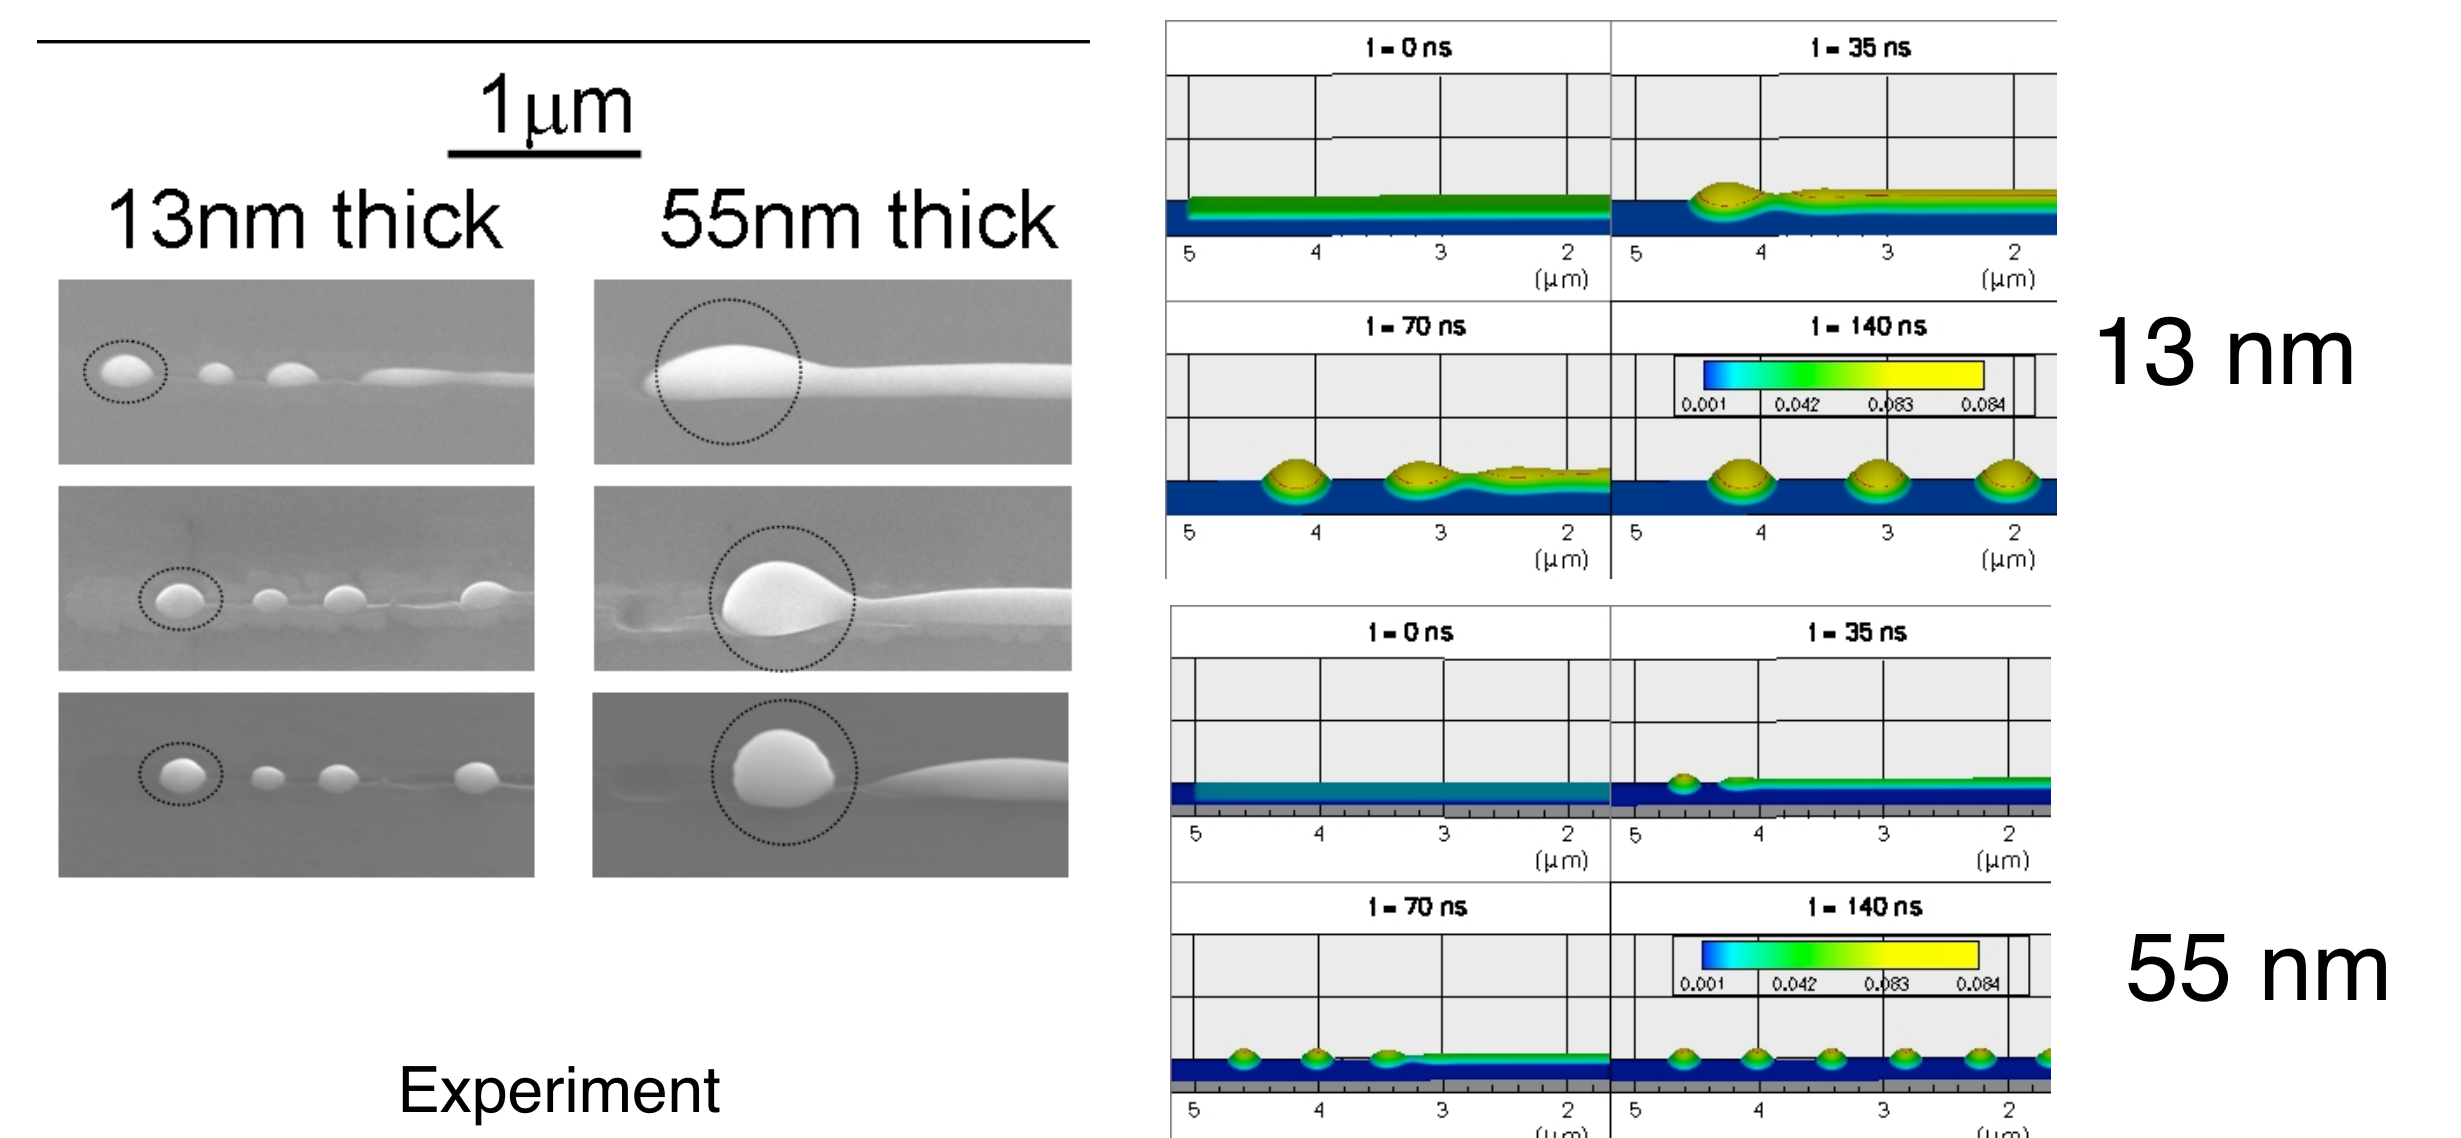 1μm
13nm thick
55nm thick
Experiment
t = 0 ns
t = 35 ns
5 4 3 2
(μm)
5 4 3 2
(μm)
t = 70 ns
t = 140 ns
0.001 0.042 0.083 0.084
5 4 3 2
(μm)
5 4 3 2
(μm)
13 nm
t = 0 ns
t = 35 ns
5 4 3 2
(μm)
5 4 3 2
(μm)
t = 70 ns
t = 140 ns
0.001 0.042 0.083 0.084
5 4 3 2
(μm)
5 4 3 2
(μm)
55 nm